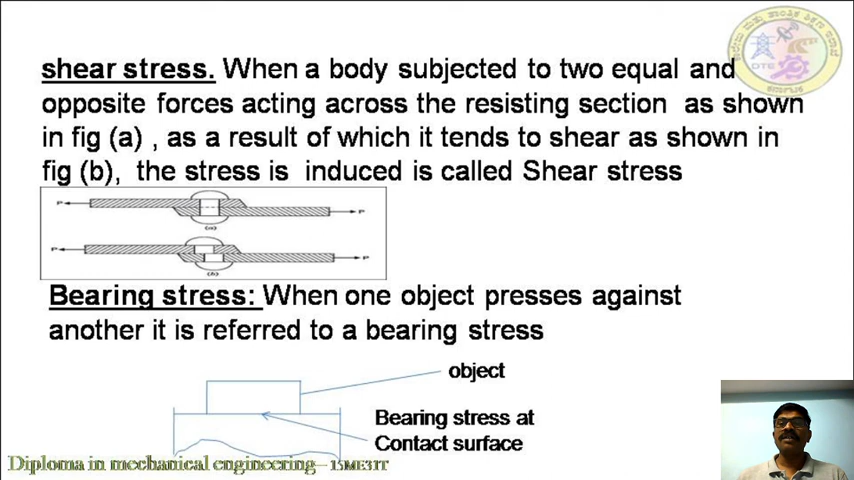 shear stress. When a body subjected to two equal and
opposite forces acting across the resisting section as shown
in fig (a) , as a result of which it tends to shear as shown in
fig (b), the stress is induced is called Shear stress
P
P
(a)
P
P
(b)
Bearing stress: When one object presses against
another it is referred to a bearing stress
object
Bearing stress at
Contact surface
Diploma in mechanical engineering– 15ME31T
DTE